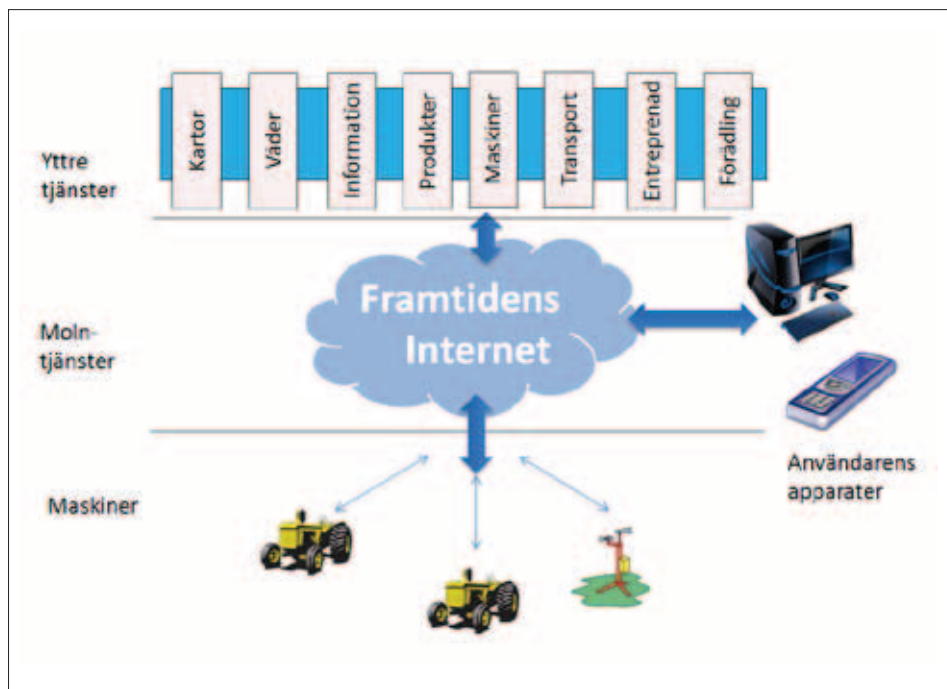 Yttre
tjänster
Kartor
Väder
Information
Produkter
Maskiner
Transport
Entreprenad
Förädling
Framtidens
Internet
Moln-
tjänster
Användarens
apparater
Maskiner